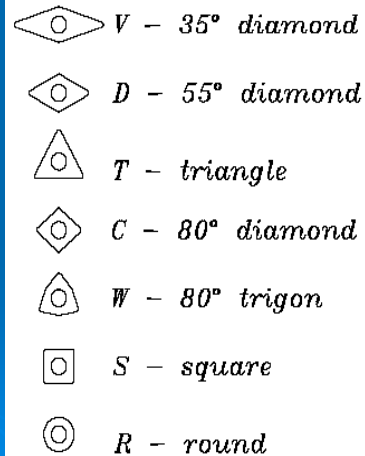 V - 35° diamond
D - 55° diamond
T - triangle
C - 80° diamond
W - 80° trigon
S - square
R - round